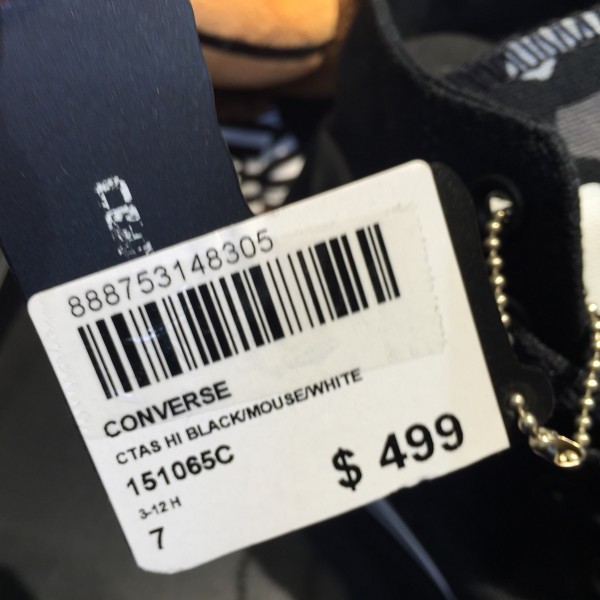 888753148305
CONVERSE
CTAS HI BLACK/MOUSE/WHITE
151065C
$ 499
3-12 H
7